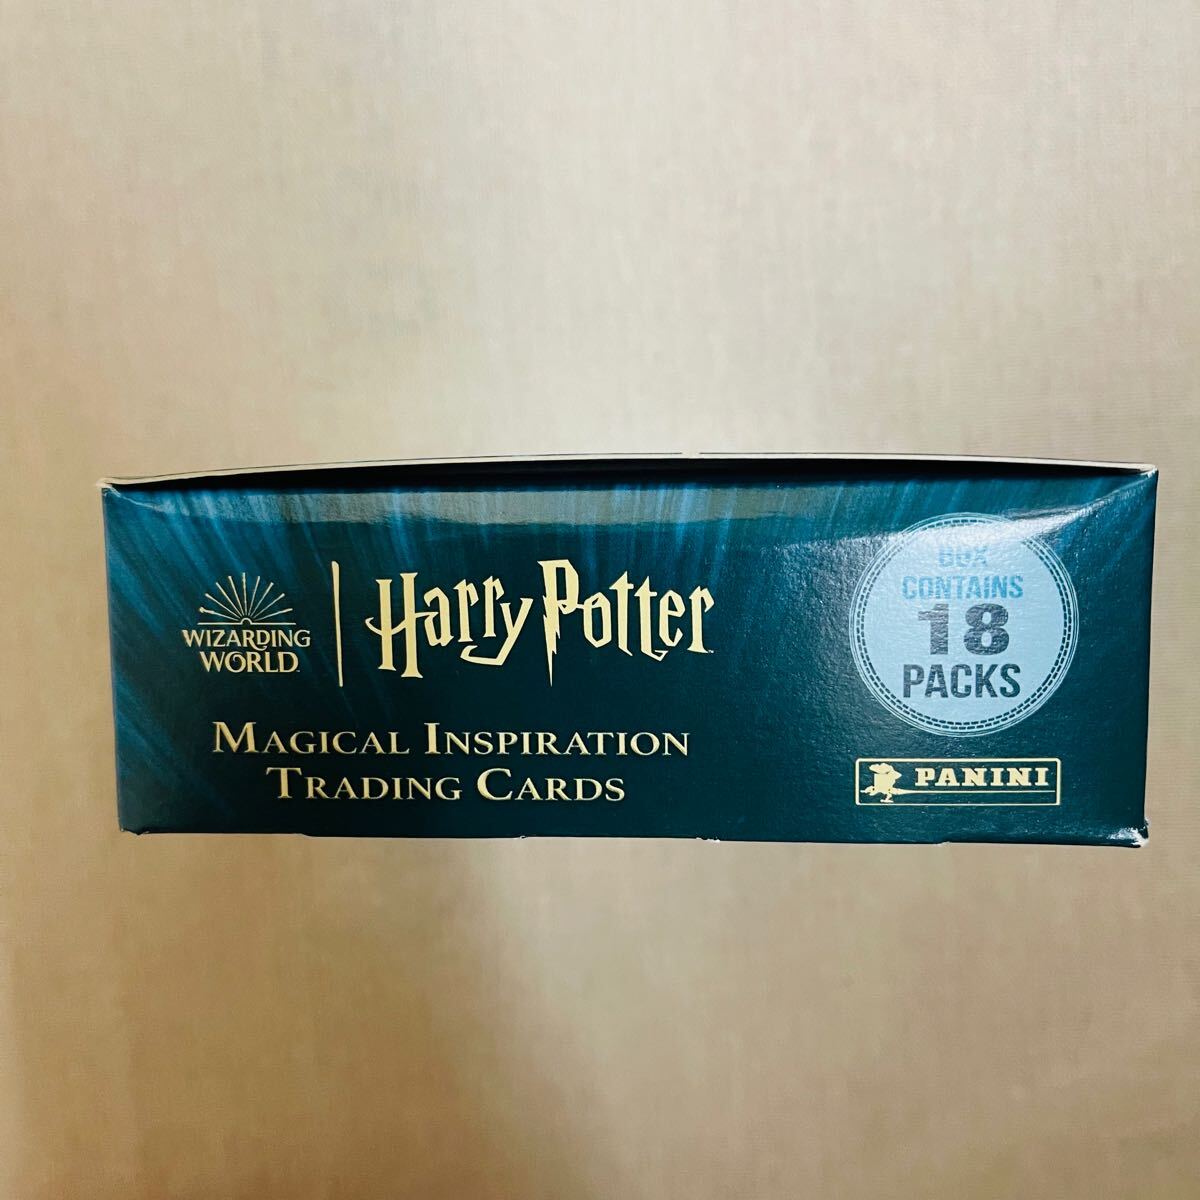 WIZARDING
WORLD
Harry Potter
MAGICAL INSPIRATION
TRADING CARDS
BOX
CONTAINS
18
PACKS
PANINI